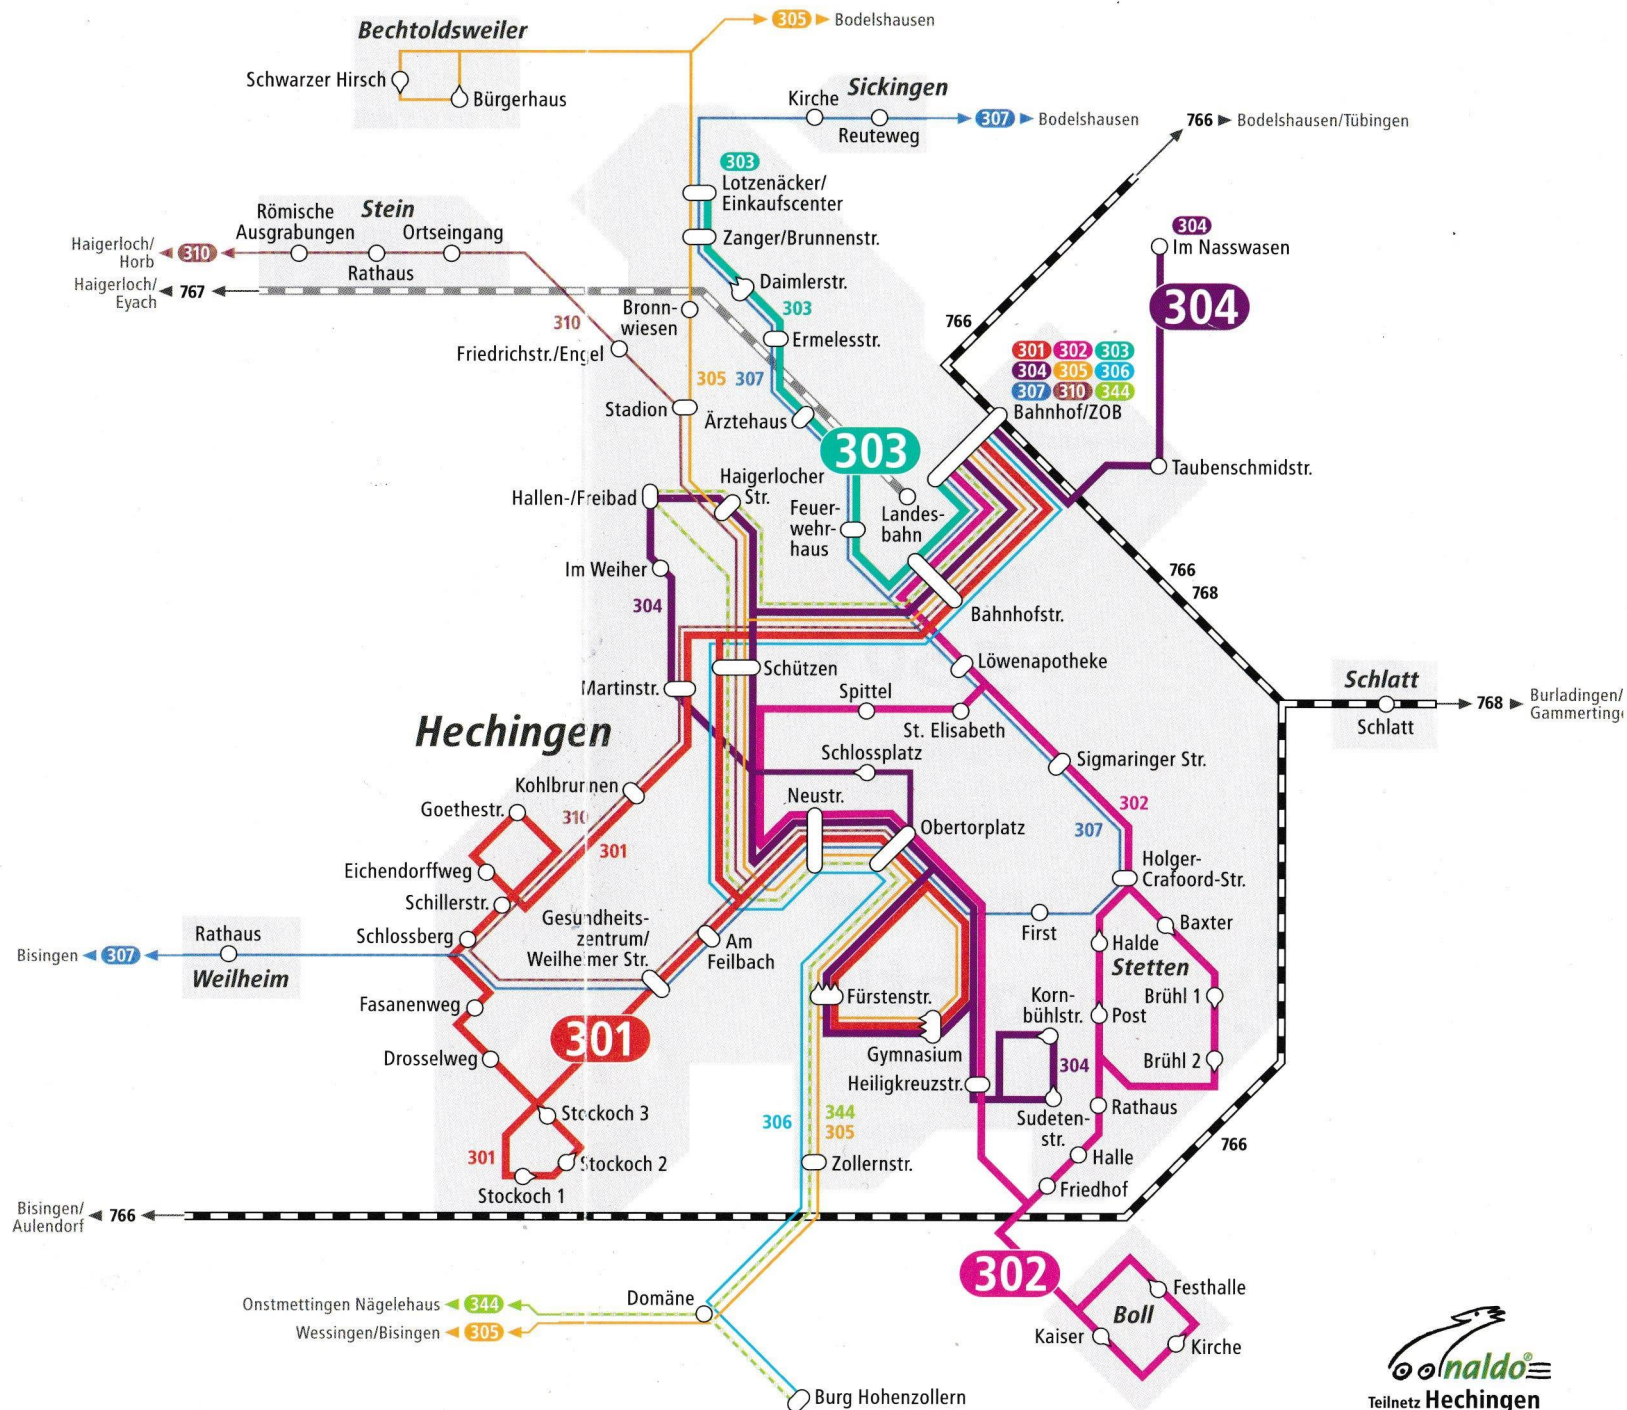 Bechtoldsweiler
305
Bodelshausen
Schwarzer Hirsch
Bürgerhaus
Sickingen
Kirche
Reuteweg
307
Bodelshausen
766
Bodelshausen/Tübingen
303
Lotzenäcker/
Einkaufscenter
Zanger/Brunnenstr.
Daimlerstr.
303
Ermelesstr.
Stein
Römische
Ausgrabungen
Ortseingang
Rathaus
Haigerloch/
Horb
310
Haigerloch/
Eyach
767
310
Bronn-
wiesen
Friedrichstr./Engel
305
307
Stadion
Ärztehaus
303
304
Im Nasswasen
304
766
301
302
303
304
305
306
307
310
344
Bahnhof/ZOB
Taubenschmidstr.
Hallen-/Freibad
Haigerlocher
Str.
Feuer-
wehr-
haus
Landes-
bahn
Im Weiher
304
Bahnhofstr.
766
768
Löwenapotheke
Schützen
Martinstr.
Spittel
St. Elisabeth
Schlatt
Schlatt
768
Burladingen/
Gammertinge
Hechingen
Schlossplatz
Sigmaringer Str.
302
307
Kohlbrunnen
Goethestr.
310
301
Neustr.
Obertorplatz
Holger-
Crafoord-Str.
Eichendorffweg
Schillerstr.
Schlossberg
Gesundheits-
zentrum/
Weilheimer Str.
Am
Feilbach
First
Baxter
Halde
Stetten
Bisingen
307
Rathaus
Weilheim
Fasanenweg
Fürstenstr.
Korn-
bühlstr.
Brühl 1
Post
301
Drosselweg
Gymnasium
Heiligkreuzstr.
304
Brühl 2
Stockoch 3
306
344
305
Sudeten-
str.
Rathaus
766
301
Stockoch 2
Stockoch 1
Zollernstr.
Halle
Friedhof
Bisingen/
Aulendorf
766
302
Festhalle
Boll
Kaiser
Kirche
Onstmettingen Nägelehaus
344
Wessingen/Bisingen
305
Domäne
Burg Hohenzollern
naldo®
Teilnetz Hechingen